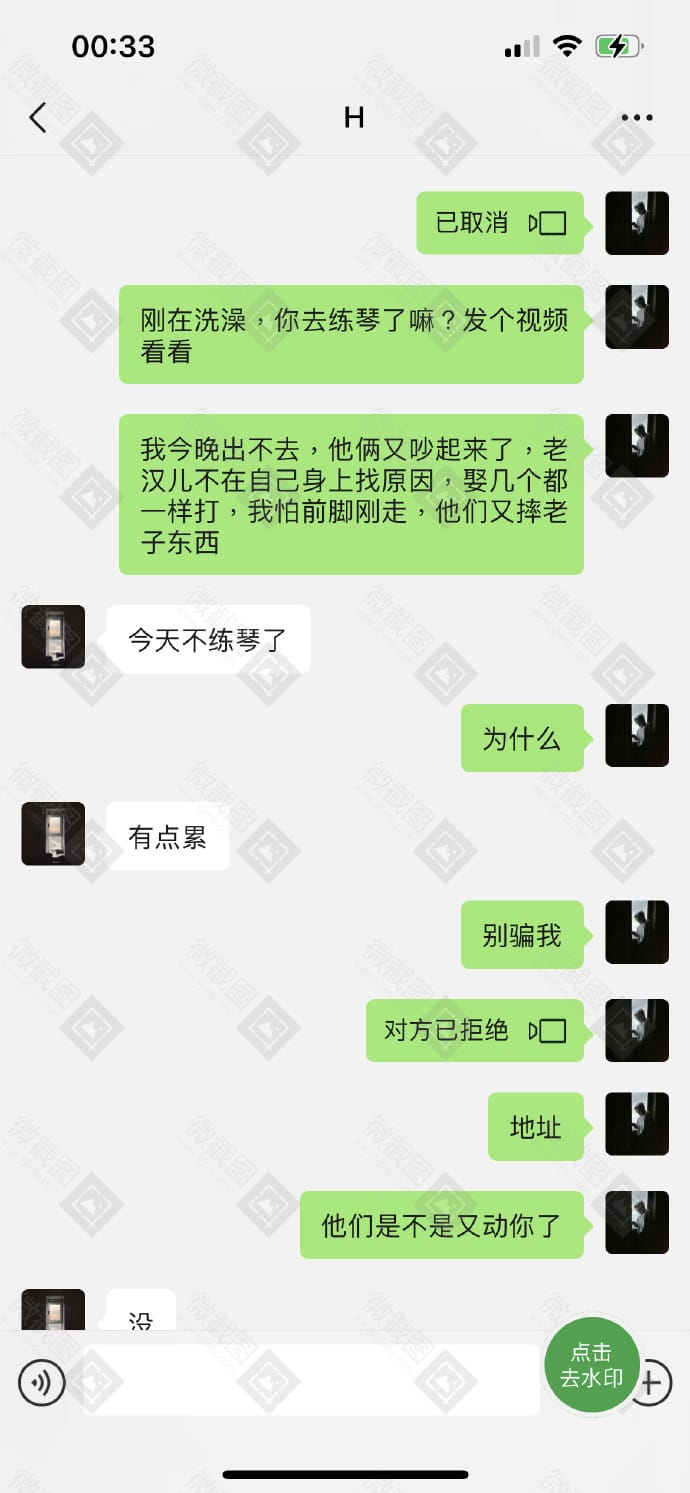 00:33
H
已取消
刚在洗澡，你去练琴了嘛？发个视频
看看
我今晚出不去，他俩又吵起来了，老
汉儿不在自己身上找原因，娶几个都
一样打，我怕前脚刚走，他们又摔老
子东西
今天不练琴了
为什么
有点累
别骗我
对方已拒绝
地址
他们是不是又动你了
没
点击
去水印
微截图